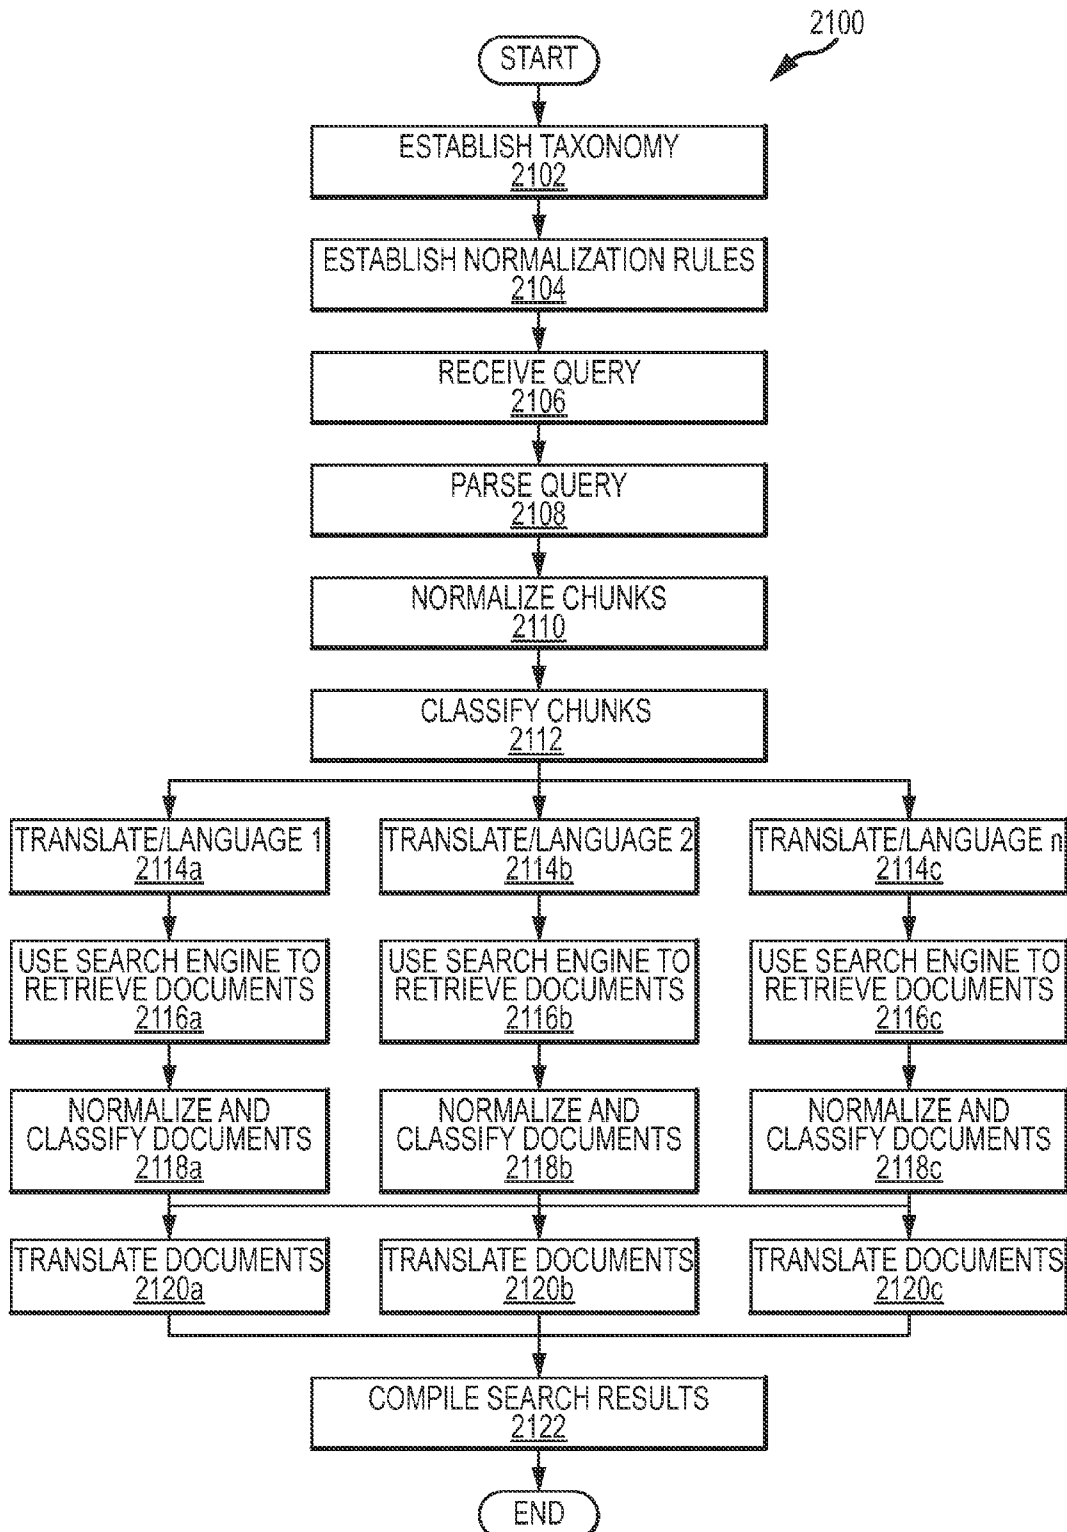 2100
START
ESTABLISH TAXONOMY
2102
ESTABLISH NORMALIZATION RULES
2104
RECEIVE QUERY
2106
PARSE QUERY
2108
NORMALIZE CHUNKS
2110
CLASSIFY CHUNKS
2112
TRANSLATE/LANGUAGE 1
2114a
TRANSLATE/LANGUAGE 2
2114b
TRANSLATE/LANGUAGE n
2114c
USE SEARCH ENGINE TO
RETRIEVE DOCUMENTS
2116a
USE SEARCH ENGINE TO
RETRIEVE DOCUMENTS
2116b
USE SEARCH ENGINE TO
RETRIEVE DOCUMENTS
2116c
NORMALIZE AND
CLASSIFY DOCUMENTS
2118a
NORMALIZE AND
CLASSIFY DOCUMENTS
2118b
NORMALIZE AND
CLASSIFY DOCUMENTS
2118c
TRANSLATE DOCUMENTS
2120a
TRANSLATE DOCUMENTS
2120b
TRANSLATE DOCUMENTS
2120c
COMPILE SEARCH RESULTS
2122
END